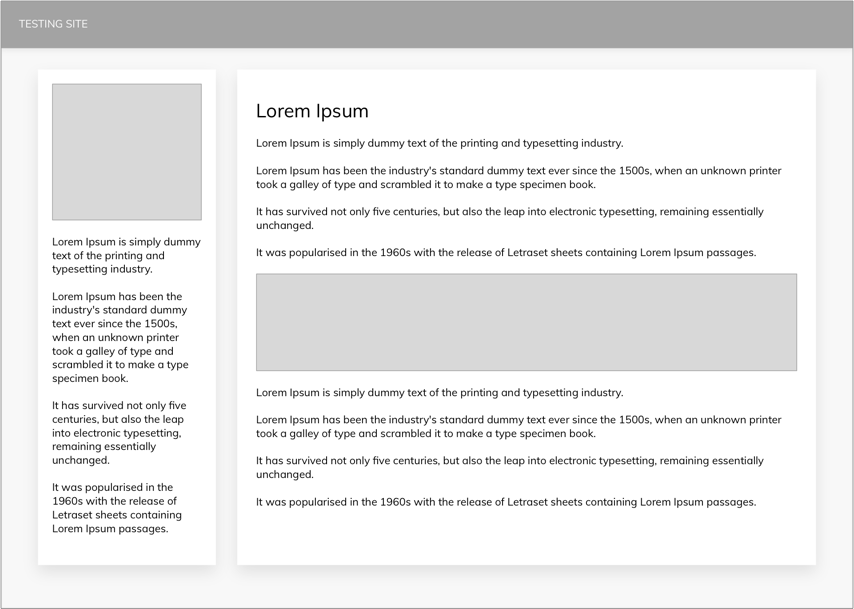 TESTING SITE
Lorem Ipsum is simply dummy
text of the printing and
typesetting industry.
Lorem Ipsum has been the
industry's standard dummy
text ever since the 1500s,
when an unknown printer
took a galley of type and
scrambled it to make a type
specimen book.
It has survived not only five
centuries, but also the leap
into electronic typesetting,
remaining essentially
unchanged.
It was popularised in the
1960s with the release of
Letraset sheets containing
Lorem Ipsum passages.
Lorem Ipsum
Lorem Ipsum is simply dummy text of the printing and typesetting industry.
Lorem Ipsum has been the industry's standard dummy text ever since the 1500s, when an unknown printer
took a galley of type and scrambled it to make a type specimen book.
It has survived not only five centuries, but also the leap into electronic typesetting, remaining essentially
unchanged.
It was popularised in the 1960s with the release of Letraset sheets containing Lorem Ipsum passages.
Lorem Ipsum is simply dummy text of the printing and typesetting industry.
Lorem Ipsum has been the industry's standard dummy text ever since the 1500s, when an unknown printer
took a galley of type and scrambled it to make a type specimen book.
It has survived not only five centuries, but also the leap into electronic typesetting, remaining essentially
unchanged.
It was popularised in the 1960s with the release of Letraset sheets containing Lorem Ipsum passages.